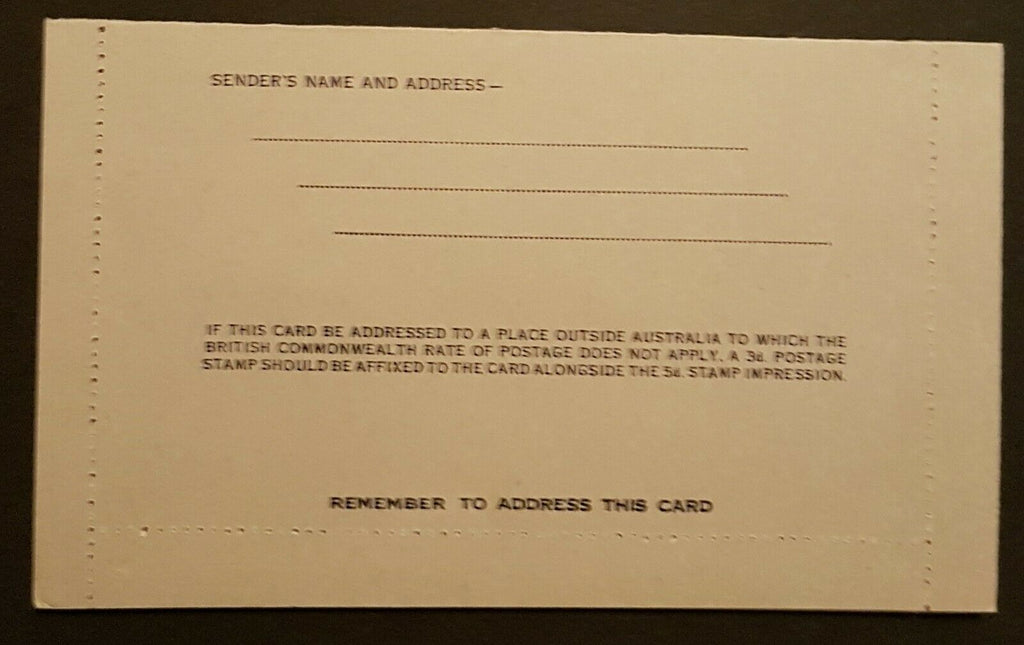 SENDER'S NAME AND ADDRESS—
IF THIS CARD BE ADDRESSED TO A PLACE OUTSIDE AUSTRALIA TO WHICH THE
BRITISH COMMONWEALTH RATE OF POSTAGE DOES NOT APPLY, A 3d. POSTAGE
STAMP SHOULD BE AFFIXED TO THE CARD ALONGSIDE THE 5d. STAMP IMPRESSION.
REMEMBER TO ADDRESS THIS CARD